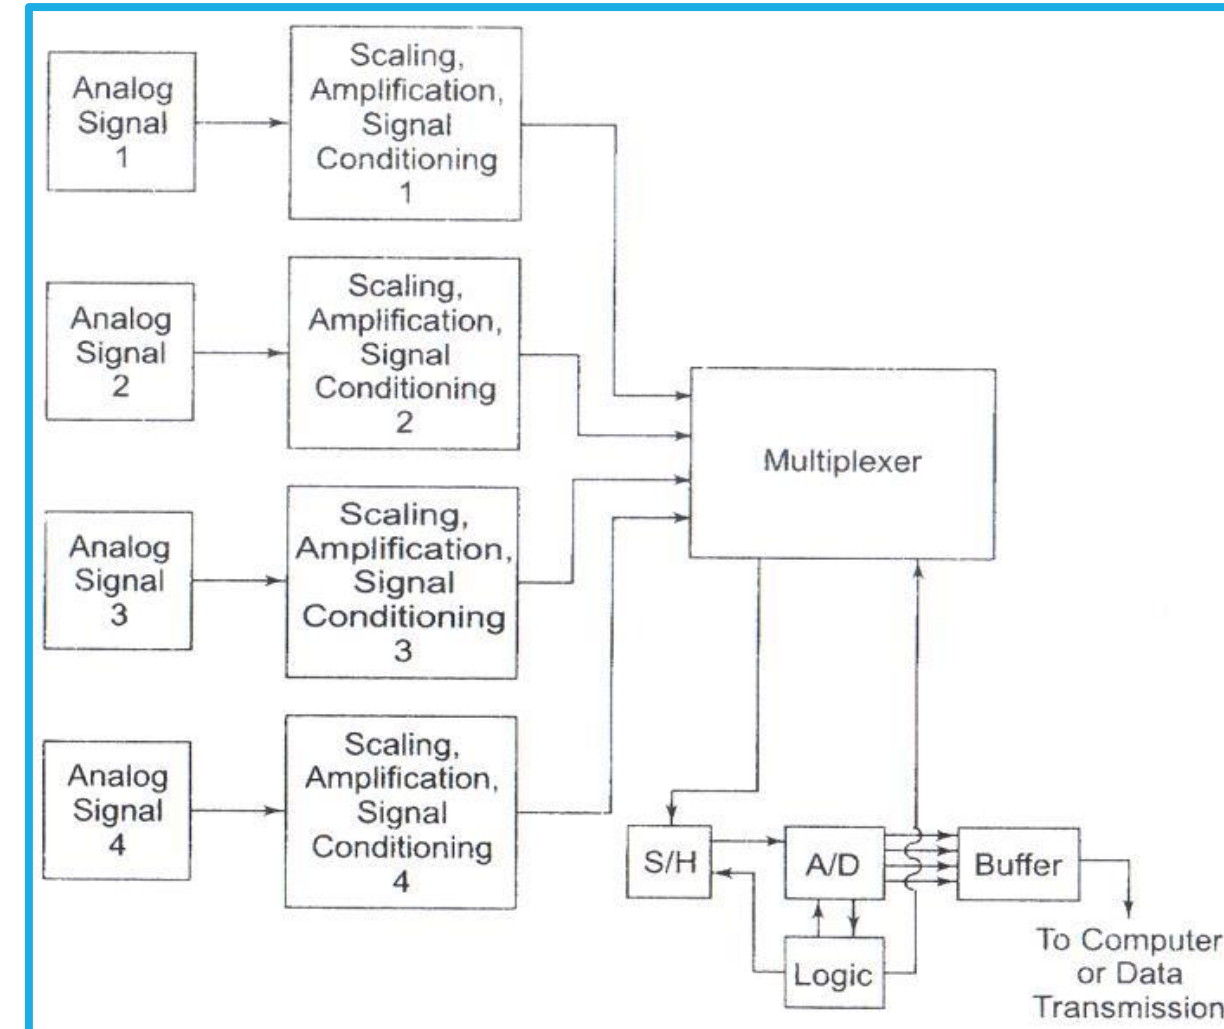 Analog
Signal
1
Scaling,
Amplification,
Signal
Conditioning
1
Analog
Signal
2
Scaling,
Amplification,
Signal
Conditioning
2
Analog
Signal
3
Scaling,
Amplification,
Signal
Conditioning
3
Analog
Signal
4
Scaling,
Amplification,
Signal
Conditioning
4
Multiplexer
S/H
A/D
Buffer
Logic
To Computer
or Data
Transmission